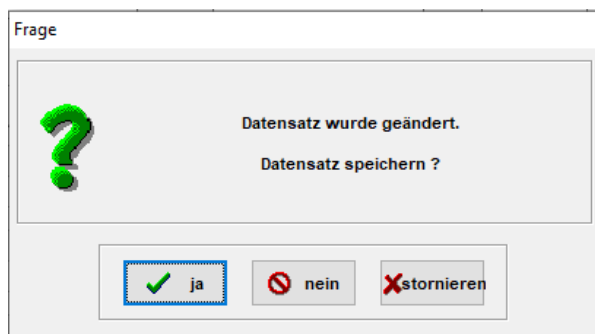 Frage
Datensatz wurde geändert.
Datensatz speichern ?
ja
nein
stornieren